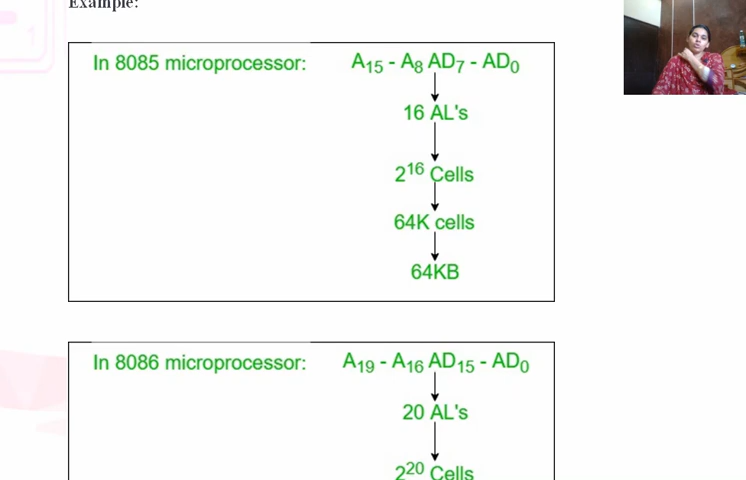 Example:
In 8085 microprocessor: A15 - A8 AD7 - AD0
16 AL's
2^16 Cells
64K cells
64KB
In 8086 microprocessor: A19 - A16 AD15 - AD0
20 AL's
2^20 Cells